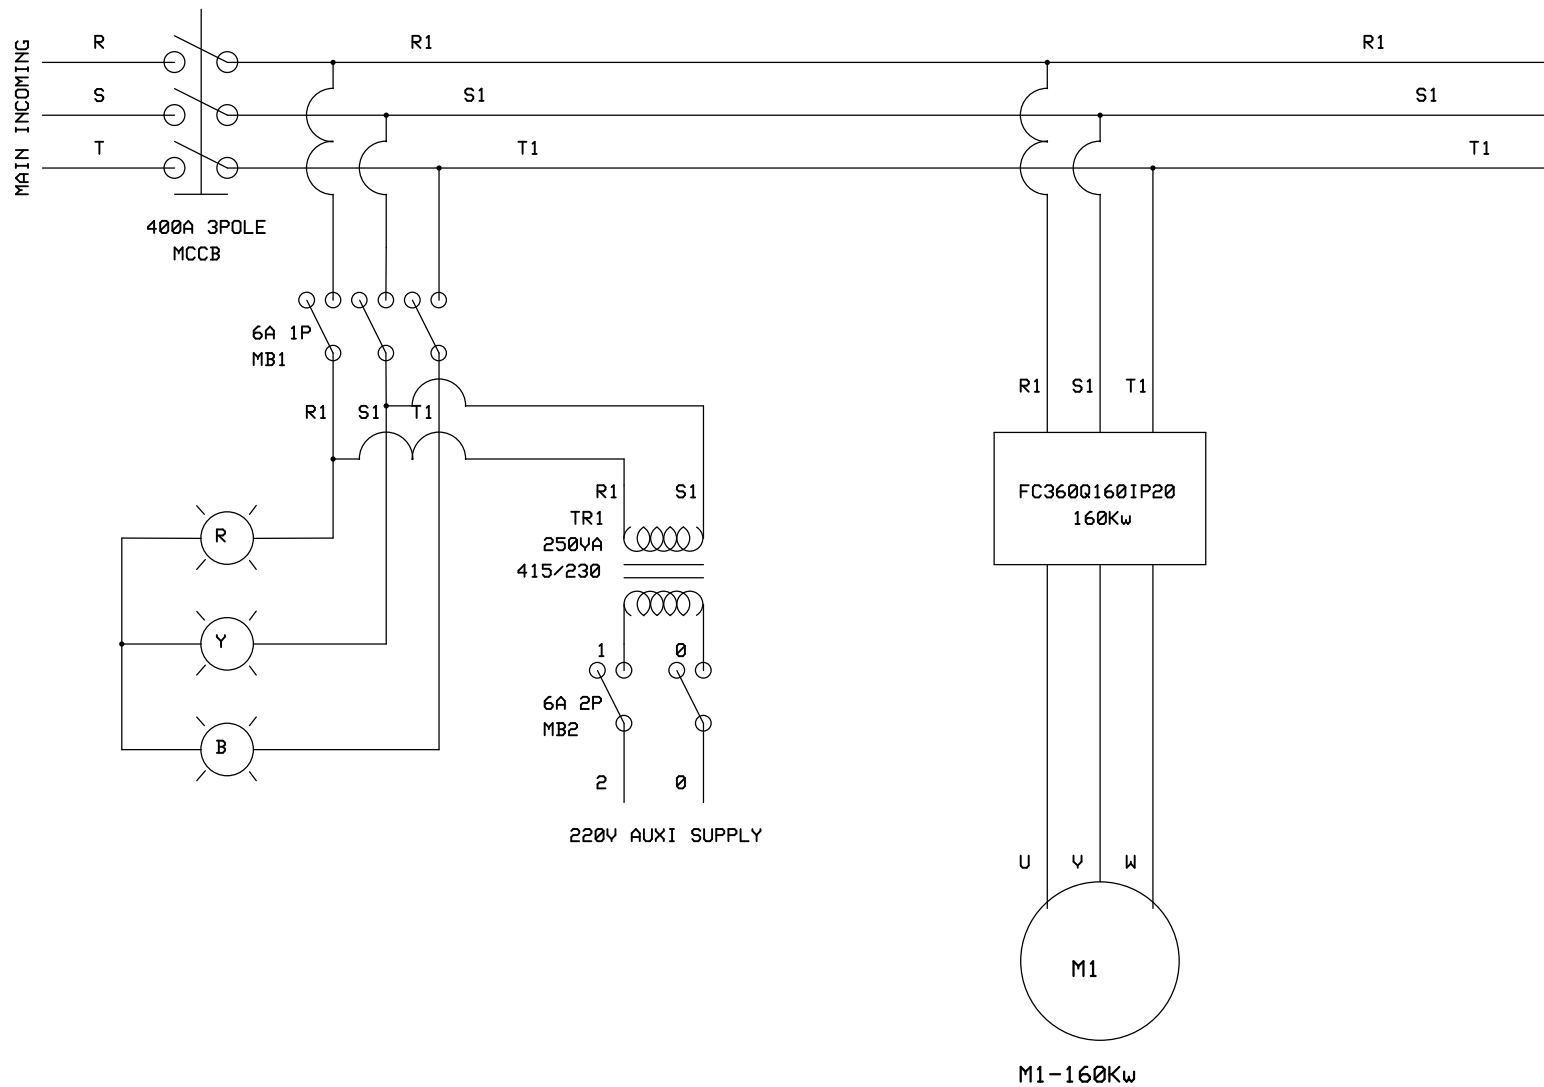 MAIN INCOMING
R
R1
R1
S
S1
S1
T
T1
T1
400A 3POLE
MCCB
6A 1P
MB1
R1 S1 T1
R1 S1 T1
R1 S1
TR1
250VA
415/230
FC360Q160IP20
160Kw
R
Y
B
1 0
6A 2P
MB2
2 0
220V AUXI SUPPLY
U V W
M1
M1-160Kw